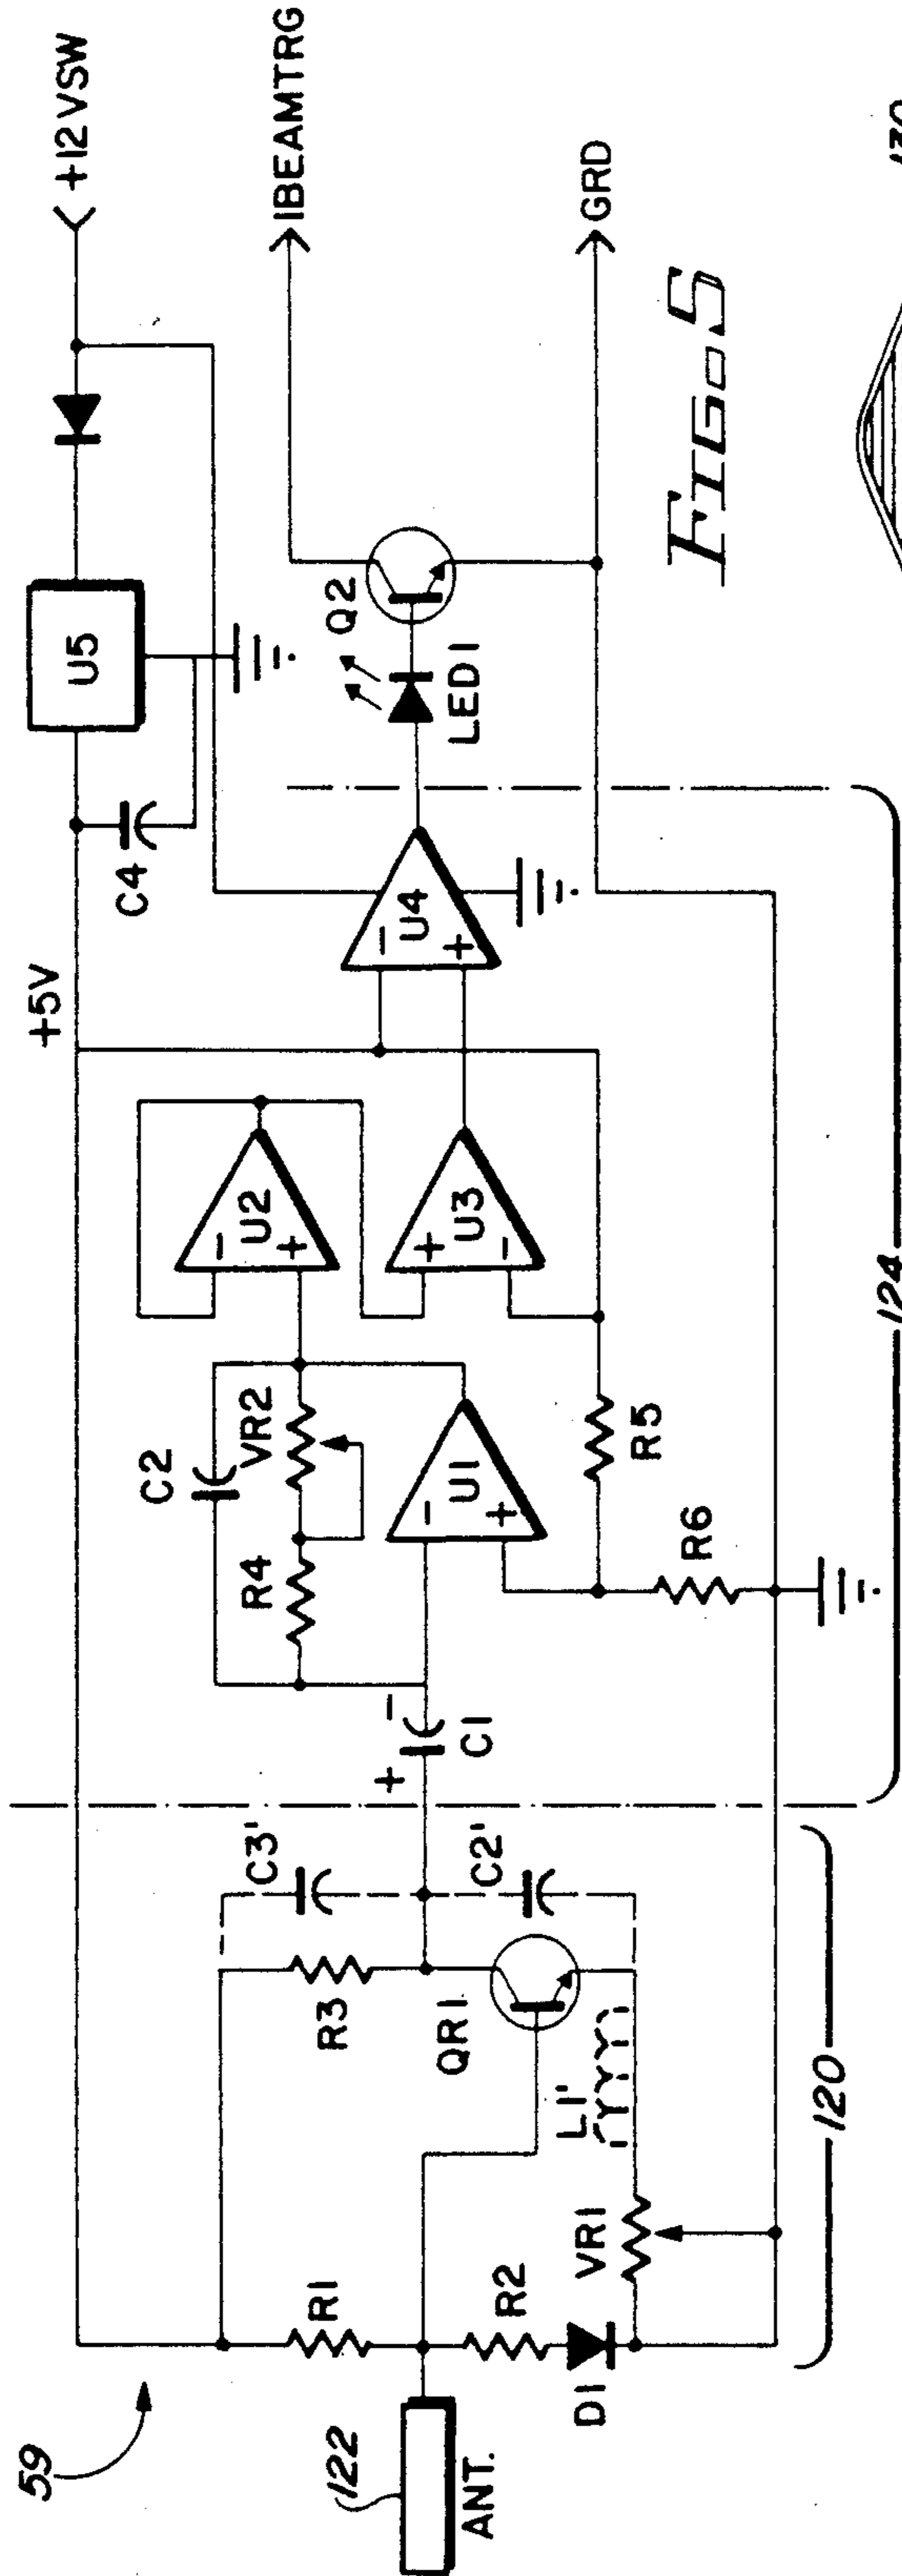 59
122
ANT.
R1
R2
D1
VR1
L1'
QR1
R3
C3'
C2'
120
+
-
C1
C2
R4
VR2
-
+
U1
R5
R6
-
+
U2
+
-
U3
+5V
-
+
U4
C4
U5
LED1
Q2
+12VSW
IBEAMTRG
GRD
124
FIG. 5